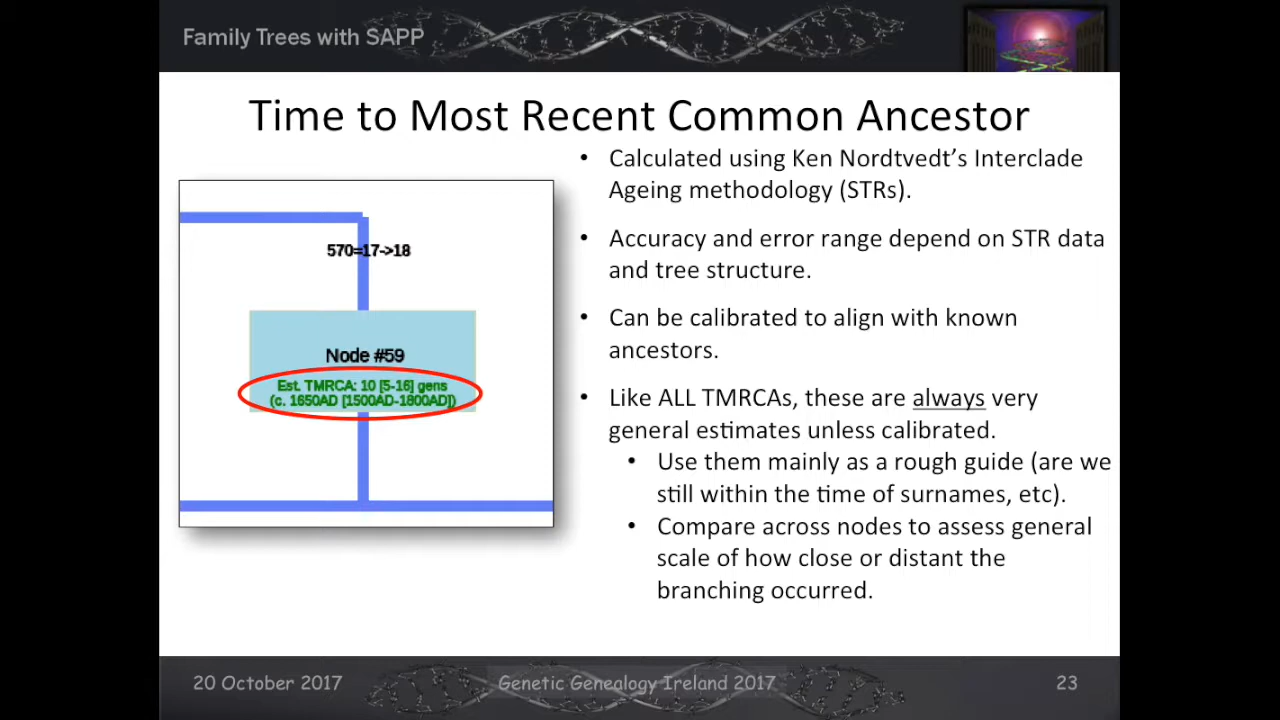 Family Trees with SAPP
Time to Most Recent Common Ancestor
570=17->18
Node #59
Est. TMRCA: 10 [5-16] gens
(c. 1650AD [1500AD-1800AD])
• Calculated using Ken Nordtvedt’s Interclade
Ageing methodology (STRs).
• Accuracy and error range depend on STR data
and tree structure.
• Can be calibrated to align with known
ancestors.
• Like ALL TMRCAs, these are always very
general estimates unless calibrated.
• Use them mainly as a rough guide (are we
still within the time of surnames, etc).
• Compare across nodes to assess general
scale of how close or distant the
branching occurred.
20 October 2017
Genetic Genealogy Ireland 2017
23